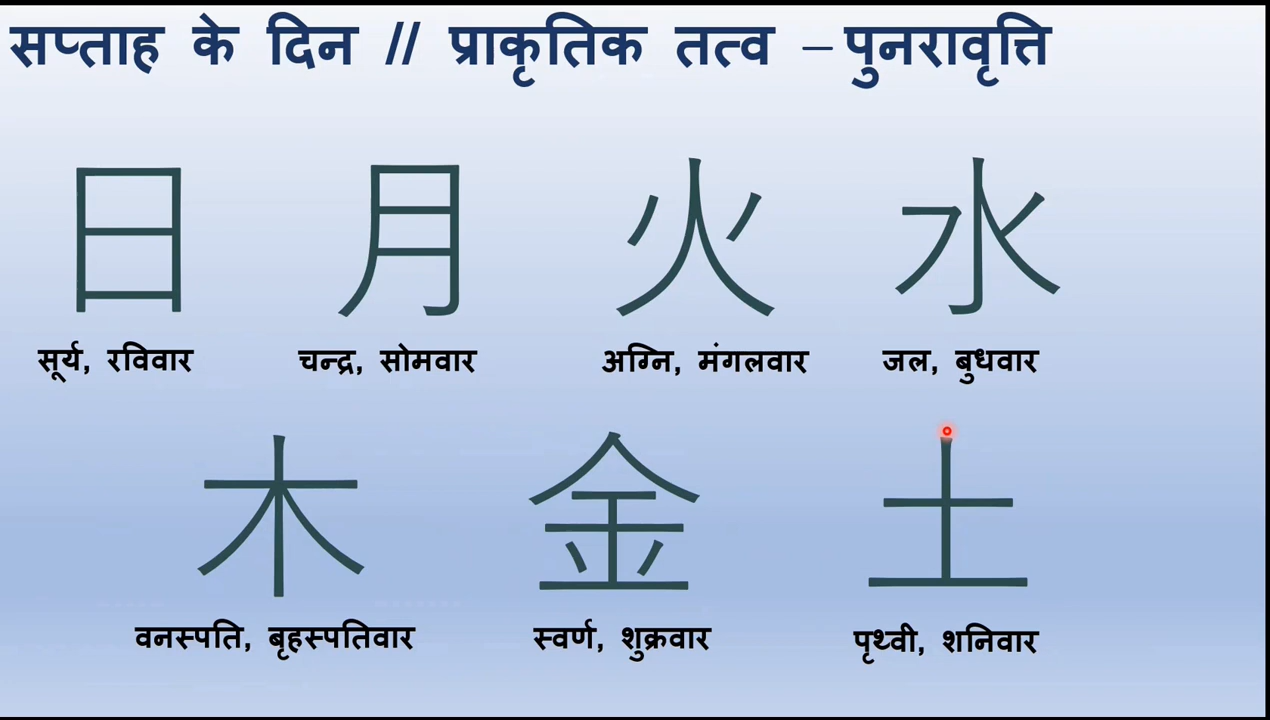 सप्ताह के दिन // प्राकृतिक तत्व – पुनरावृत्ति
日 月 火 水
सूर्य, रविवार चन्द्र, सोमवार अग्नि, मंगलवार जल, बुधवार
木 金 土
वनस्पति, बृहस्पतिवार स्वर्ण, शुक्रवार पृथ्वी, शनिवार